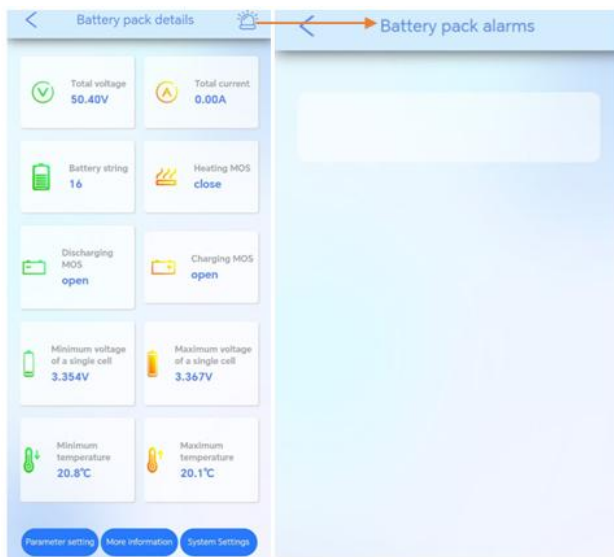 Battery pack details
Total voltage
50.40V
Total current
0.00A
Battery string
16
Heating MOS
close
Discharging
MOS
open
Charging MOS
open
Minimum voltage
of a single cell
3.354V
Maximum voltage
of a single cell
3.367V
Minimum
temperature
20.8℃
Maximum
temperature
20.1℃
Parameter setting
More information
System Settings
Battery pack alarms